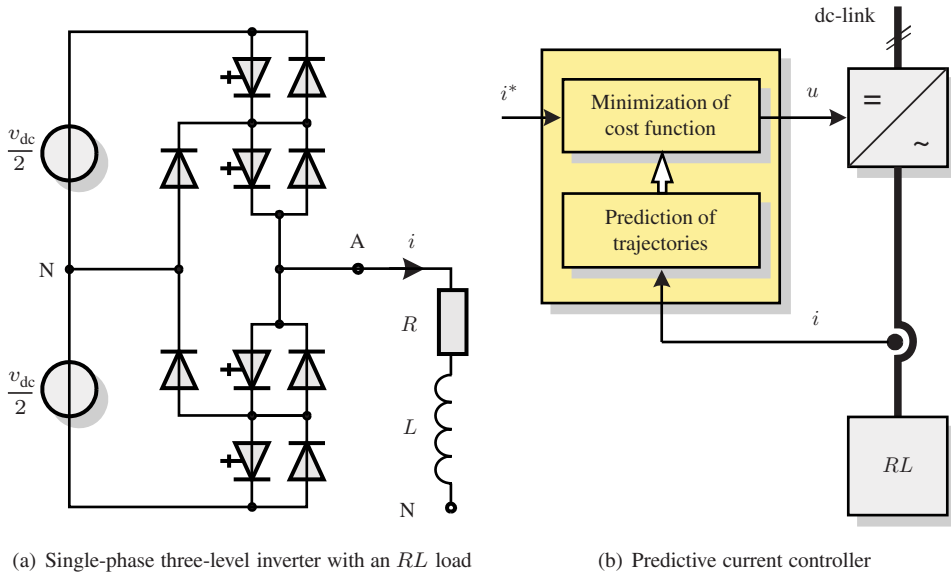 v_dc
2
N
v_dc
2
A
i
R
L
N
(a) Single-phase three-level inverter with an RL load
dc-link
i*
Minimization of
cost function
u
=
~
Prediction of
trajectories
i
RL
(b) Predictive current controller